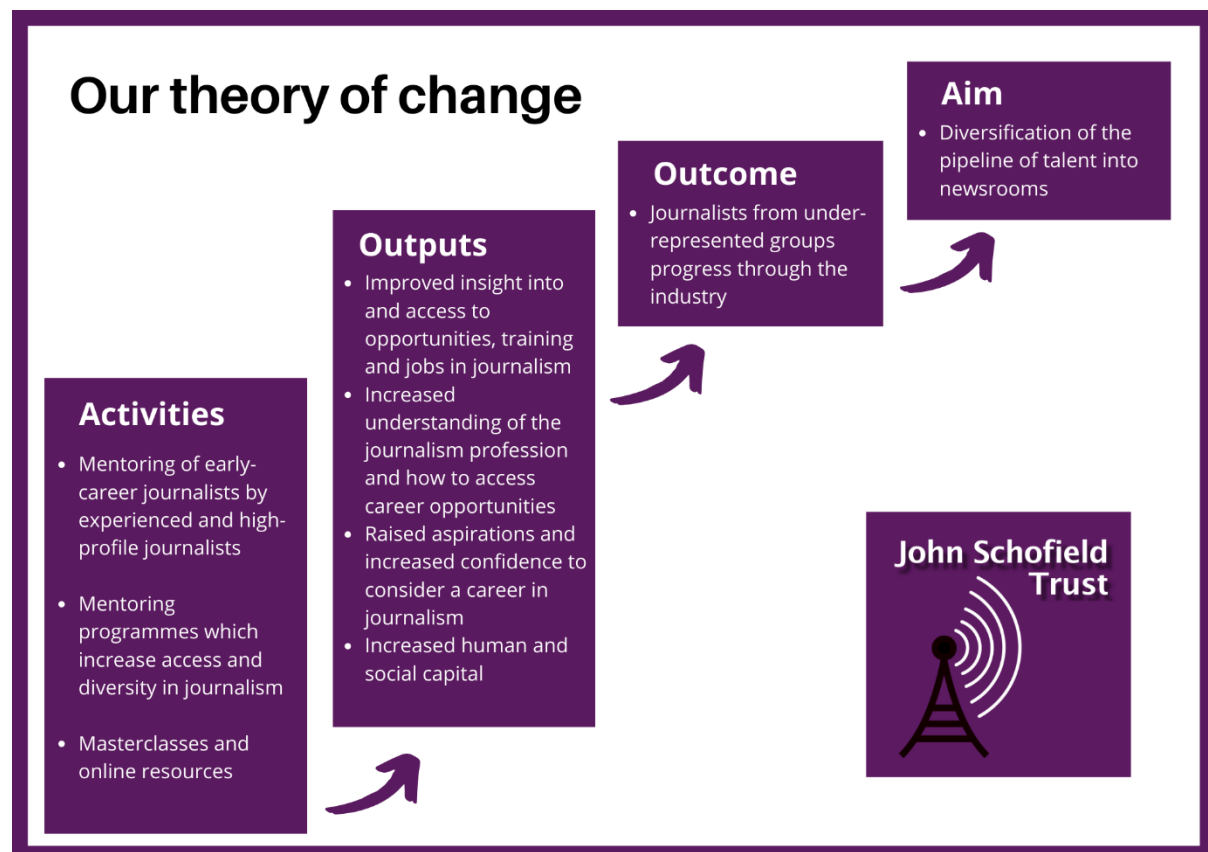 Our theory of change
Activities
• Mentoring of early-
career journalists by
experienced and high-
profile journalists
• Mentoring
programmes which
increase access and
diversity in journalism
• Masterclasses and
online resources
Outputs
• Improved insight into
and access to
opportunities, training
and jobs in journalism
• Increased
understanding of the
journalism profession
and how to access
career opportunities
• Raised aspirations and
increased confidence to
consider a career in
journalism
• Increased human and
social capital
Outcome
• Journalists from under-
represented groups
progress through the
industry
Aim
• Diversification of the
pipeline of talent into
newsrooms
John Schofield
Trust